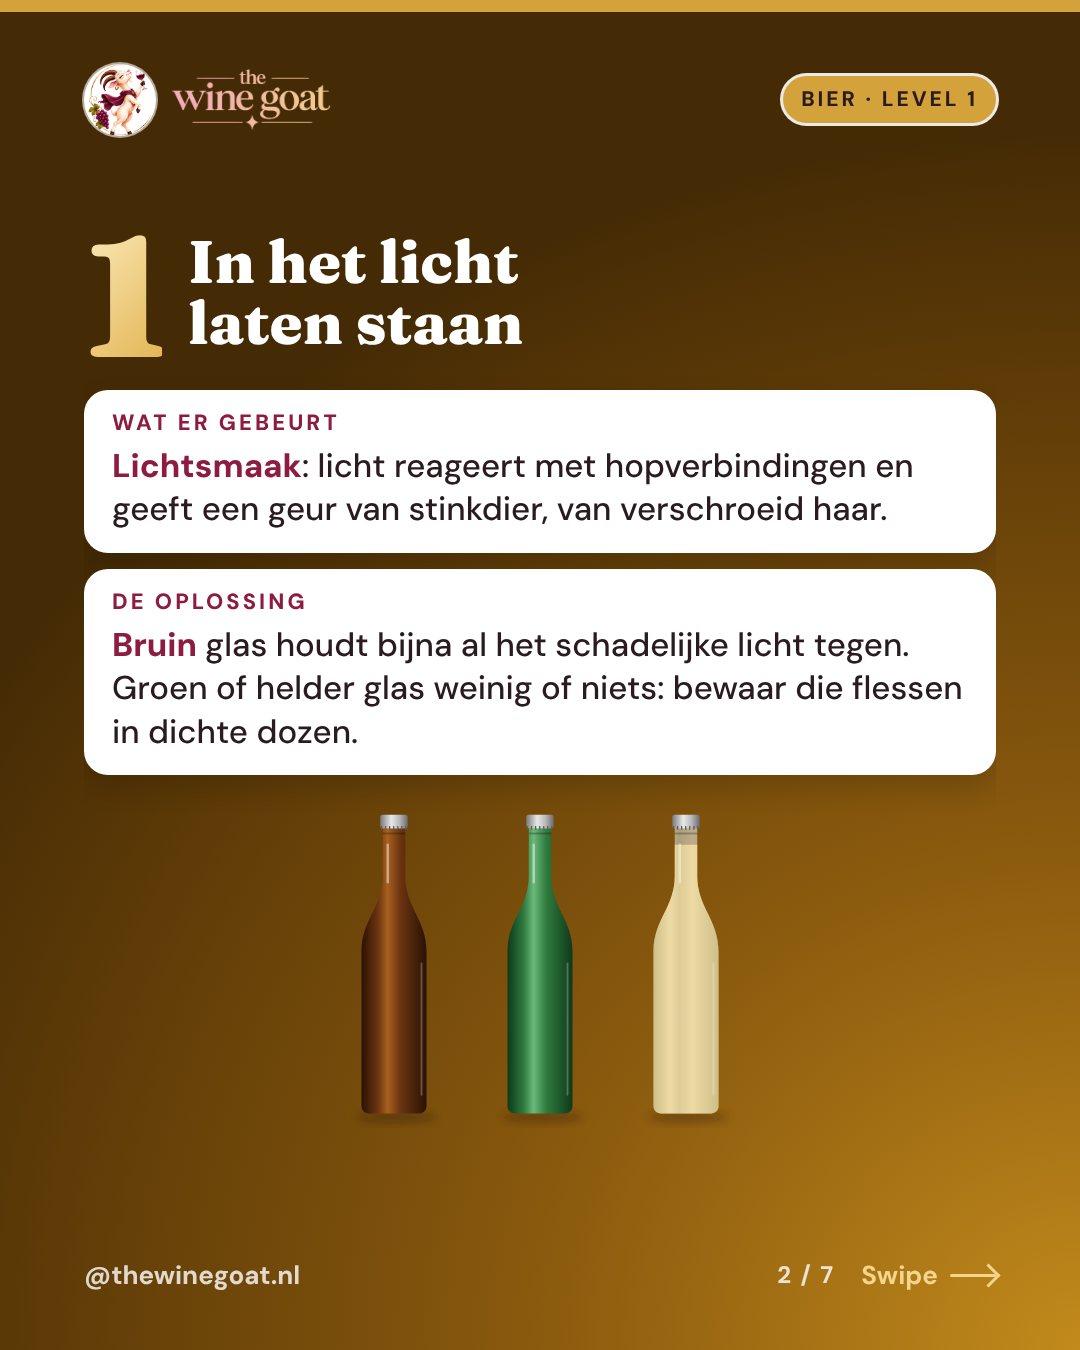 the
wine goat
BIER · LEVEL 1
1
In het licht
laten staan
WAT ER GEBEURT
Lichtsmaak: licht reageert met hopverbindingen en
geeft een geur van stinkdier, van verschroeid haar.
DE OPLOSSING
Bruin glas houdt bijna al het schadelijke licht tegen.
Groen of helder glas weinig of niets: bewaar die flessen
in dichte dozen.
@thewinegoat.nl
2 / 7
Swipe